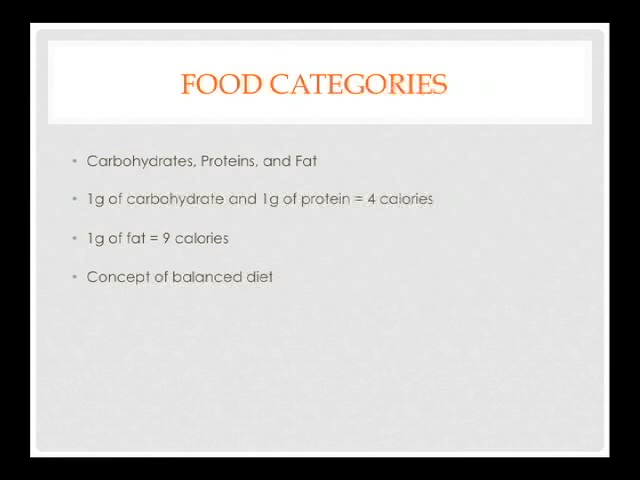 FOOD CATEGORIES
• Carbohydrates, Proteins, and Fat
• 1g of carbohydrate and 1g of protein = 4 calories
• 1g of fat = 9 calories
• Concept of balanced diet